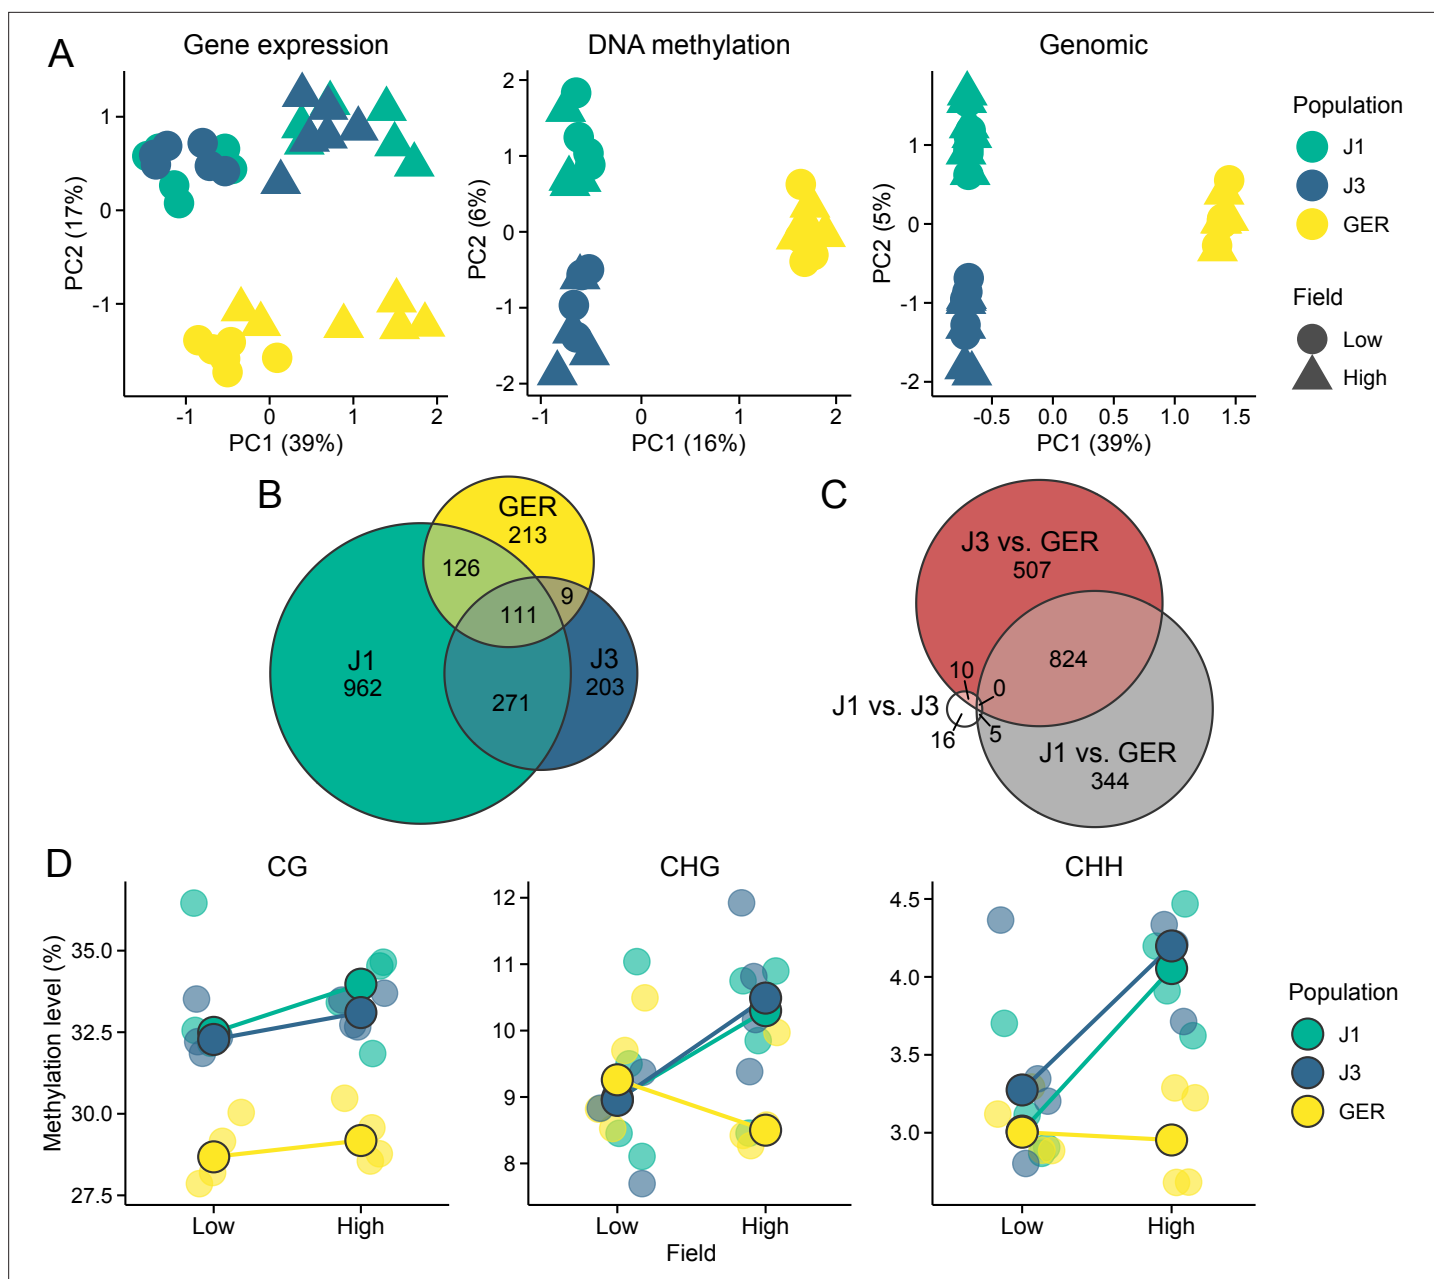 A
Gene expression
DNA methylation
Genomic
PC2 (17%)
1
0
-1
-1
0
1
2
PC1 (39%)
PC2 (6%)
2
1
0
-1
-2
-1
0
1
2
PC1 (16%)
PC2 (5%)
1
0
-1
-2
-0.5
0.0
0.5
1.0
1.5
PC1 (39%)
Population
J1
J3
GER
Field
Low
High
B
GER
213
126
9
111
J1
962
J3
203
271
C
J3 vs. GER
507
824
10
0
J1 vs. J3
16
5
J1 vs. GER
344
D
CG
CHG
CHH
Methylation level (%)
35.0
32.5
30.0
27.5
Low
High
12
11
10
9
8
Low
High
Field
4.5
4.0
3.5
3.0
Low
High
Population
J1
J3
GER